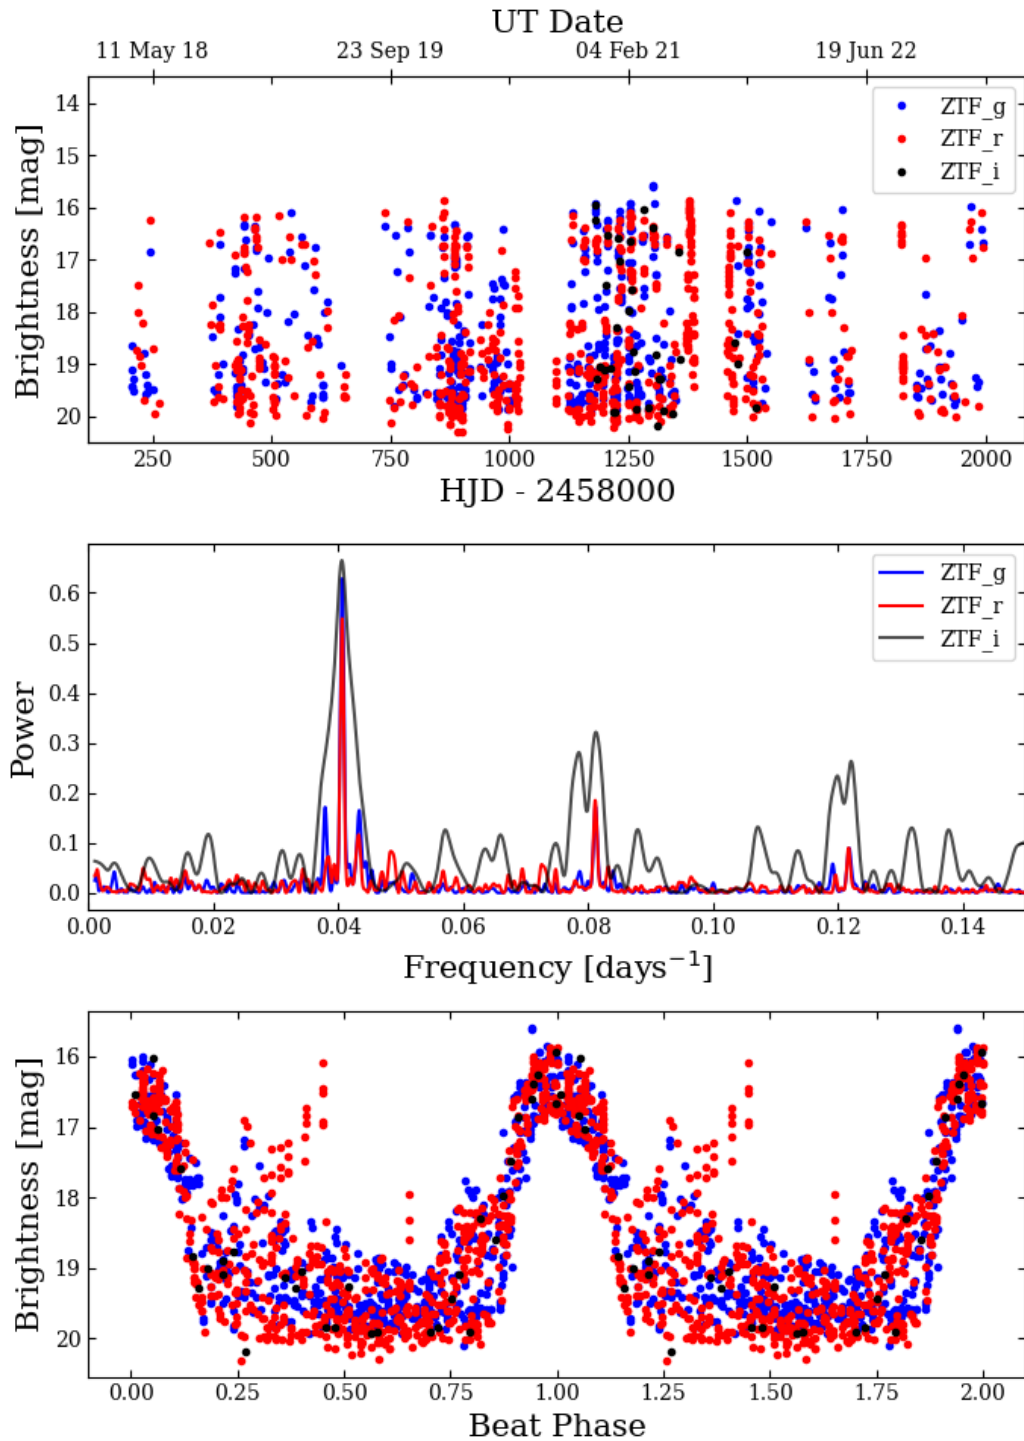 UT Date
11 May 18 23 Sep 19 04 Feb 21 19 Jun 22
Brightness [mag]
14
15
16
17
18
19
20
ZTF_g
ZTF_r
ZTF_i
250 500 750 1000 1250 1500 1750 2000
HJD - 2458000
Power
0.6
0.5
0.4
0.3
0.2
0.1
0.0
ZTF_g
ZTF_r
ZTF_i
0.00 0.02 0.04 0.06 0.08 0.10 0.12 0.14
Frequency [days⁻¹]
Brightness [mag]
16
17
18
19
20
0.00 0.25 0.50 0.75 1.00 1.25 1.50 1.75 2.00
Beat Phase